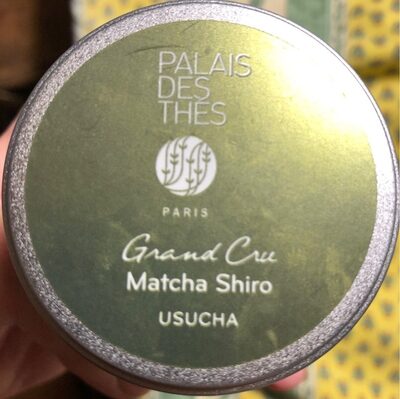 PALAIS
DES
THÉS
PARIS
Grand Cru
Matcha Shiro
USUCHA